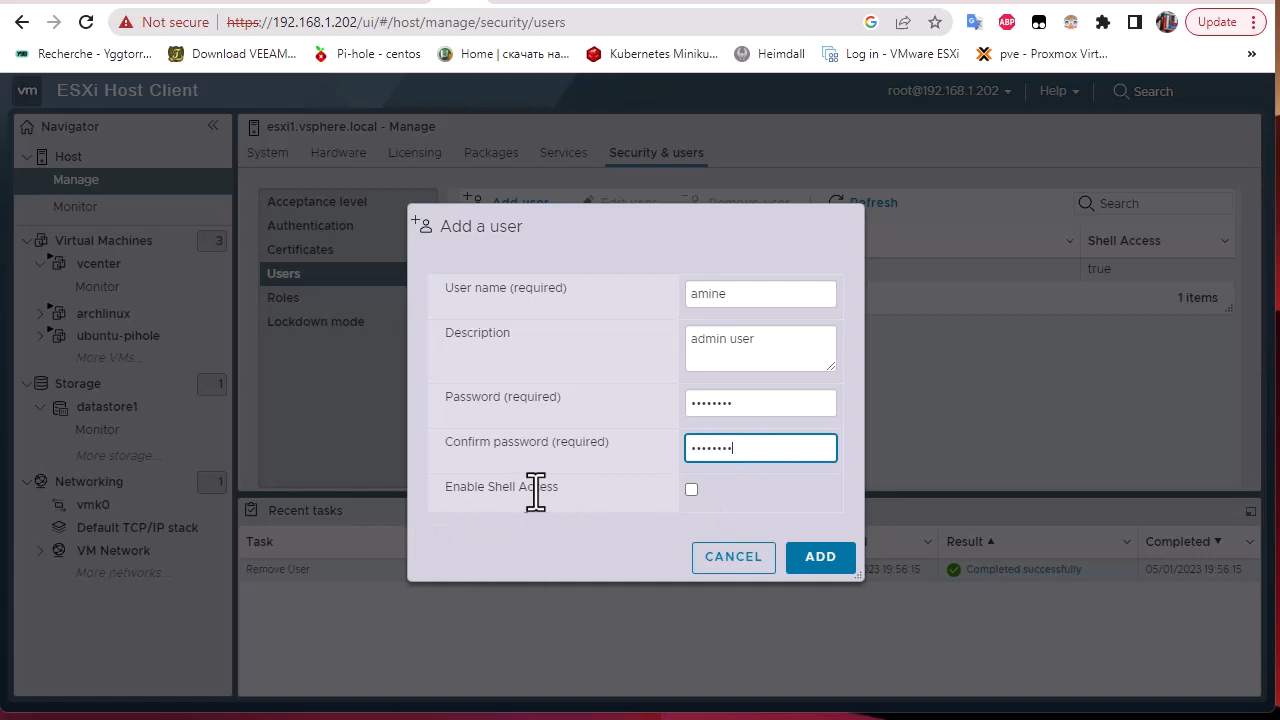 Not secure https://192.168.1.202/ui/#/host/manage/security/users
ABP
Update
Recherche - Yggtorr...
Download VEEAM...
Pi-hole - centos
Home | скачать на...
Kubernetes Miniku...
Heimdall
Log in - VMware ESXi
pve - Proxmox Virt...
»
vm ESXi Host Client
root@192.168.1.202
Help
Search
Navigator
Host
Manage
Monitor
Virtual Machines 3
vcenter
Monitor
archlinux
ubuntu-pihole
More VMs...
Storage 1
datastore1
Monitor
More storage...
Networking 1
vmk0
Default TCP/IP stack
VM Network
More networks...
esxi1.vsphere.local - Manage
System Hardware Licensing Packages Services Security & users
Acceptance level
Authentication
Certificates
Users
Roles
Lockdown mode
Add user Edit user Remove user Refresh Search
Shell Access
true
1 items
Add a user
User name (required) amine
Description admin user
Password (required) ••••••••
Confirm password (required) ••••••••
Enable Shell Access
CANCEL ADD
Recent tasks
Task Result Completed
Remove User 023 19:56:15 Completed successfully 05/01/2023 19:56:15